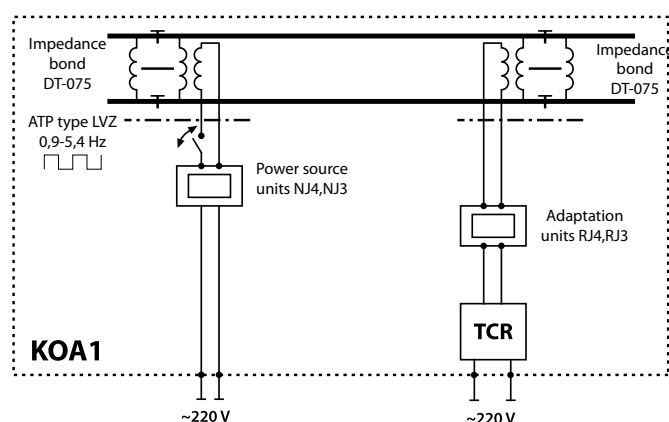 Impedance
bond
DT-075
Impedance
bond
DT-075
ATP type LVZ
0,9-5,4 Hz
Power source
units NJ4,NJ3
Adaptation
units RJ4,RJ3
TCR
KOA1
~220 V
~220 V